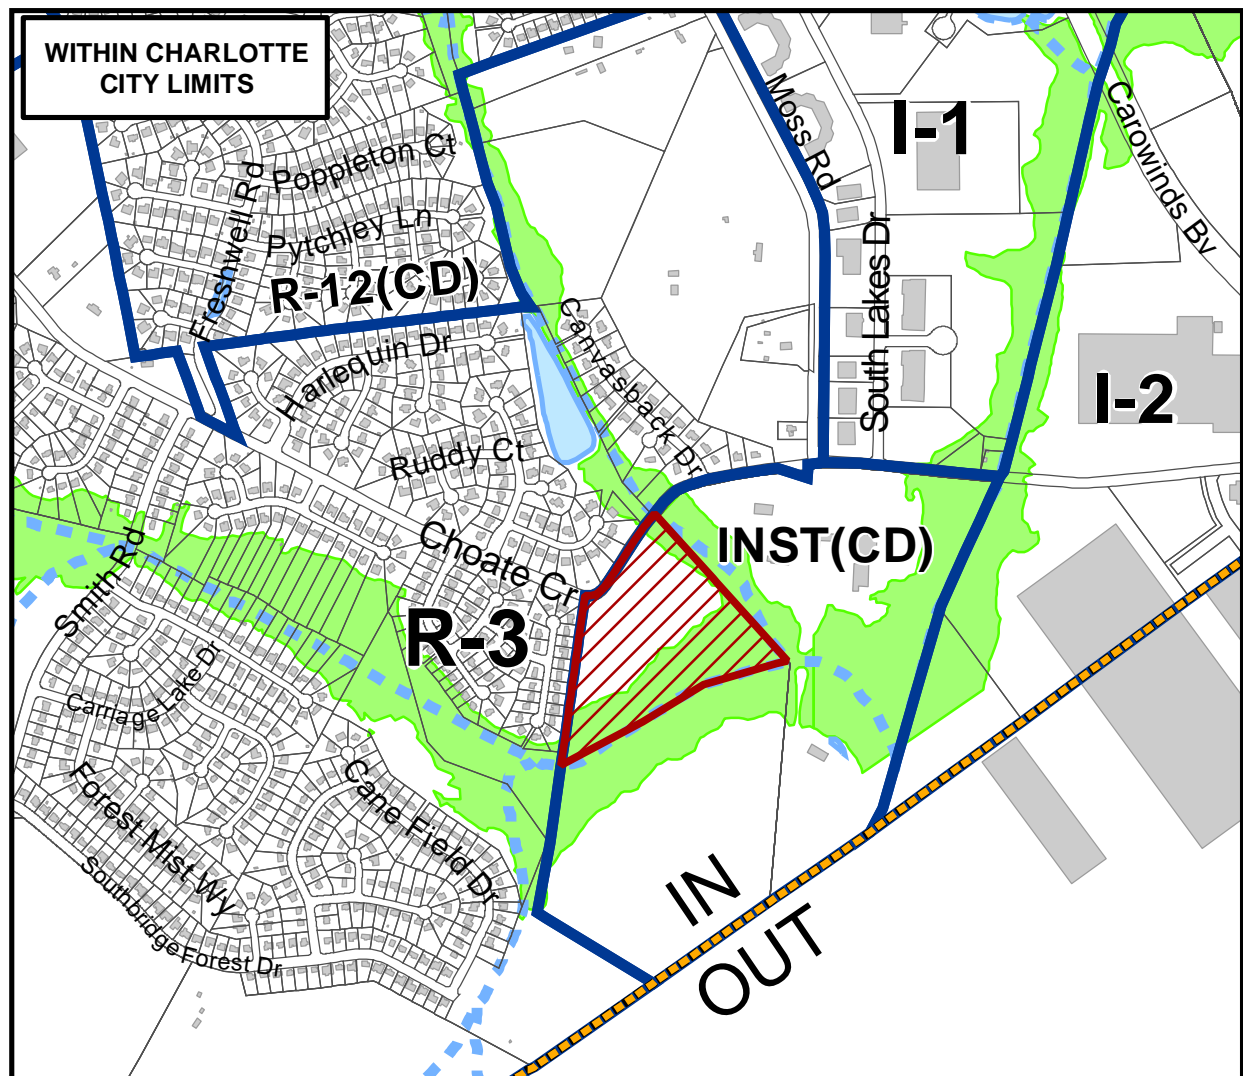 WITHIN CHARLOTTE
CITY LIMITS
Moss Rd
I-1
Carowinds Bv
Poppleton Ct
Freshwell Rd
Pytchley Ln
R-12(CD)
South Lakes Dr
Canvasback Dr
Harlequin Dr
I-2
Ruddy Ct
Choate Cr
INST(CD)
Smith Rd
R-3
Carriage Lake Dr
Forest Mist Wy
Cane Field Dr
Southbridge Forest Dr
IN
OUT